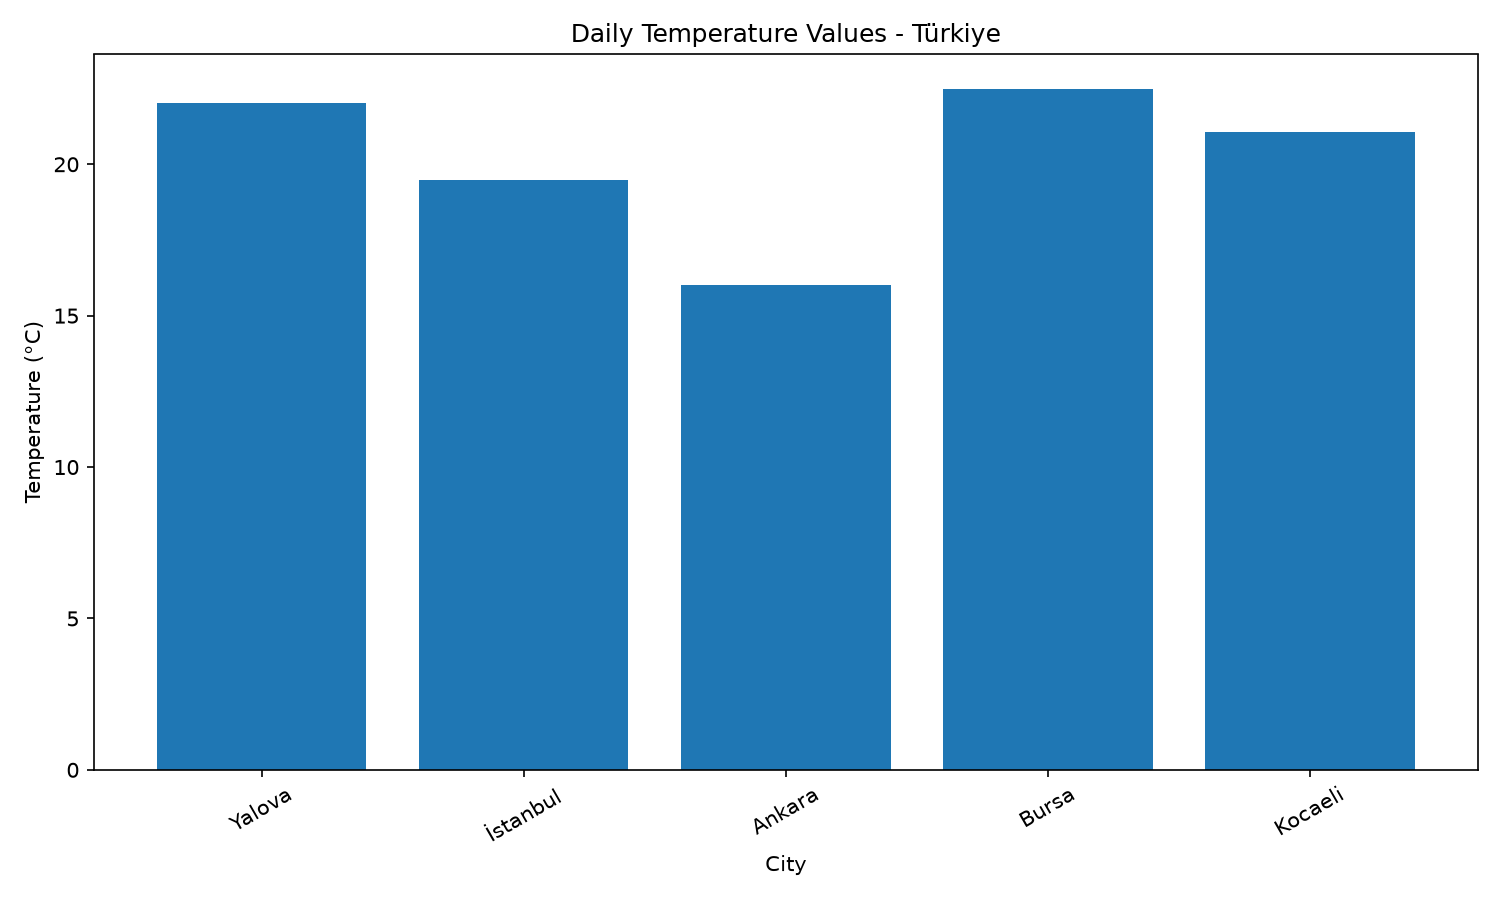 Daily Temperature Values - Türkiye
Temperature (°C)
20
15
10
5
0
Yalova
İstanbul
Ankara
Bursa
Kocaeli
City